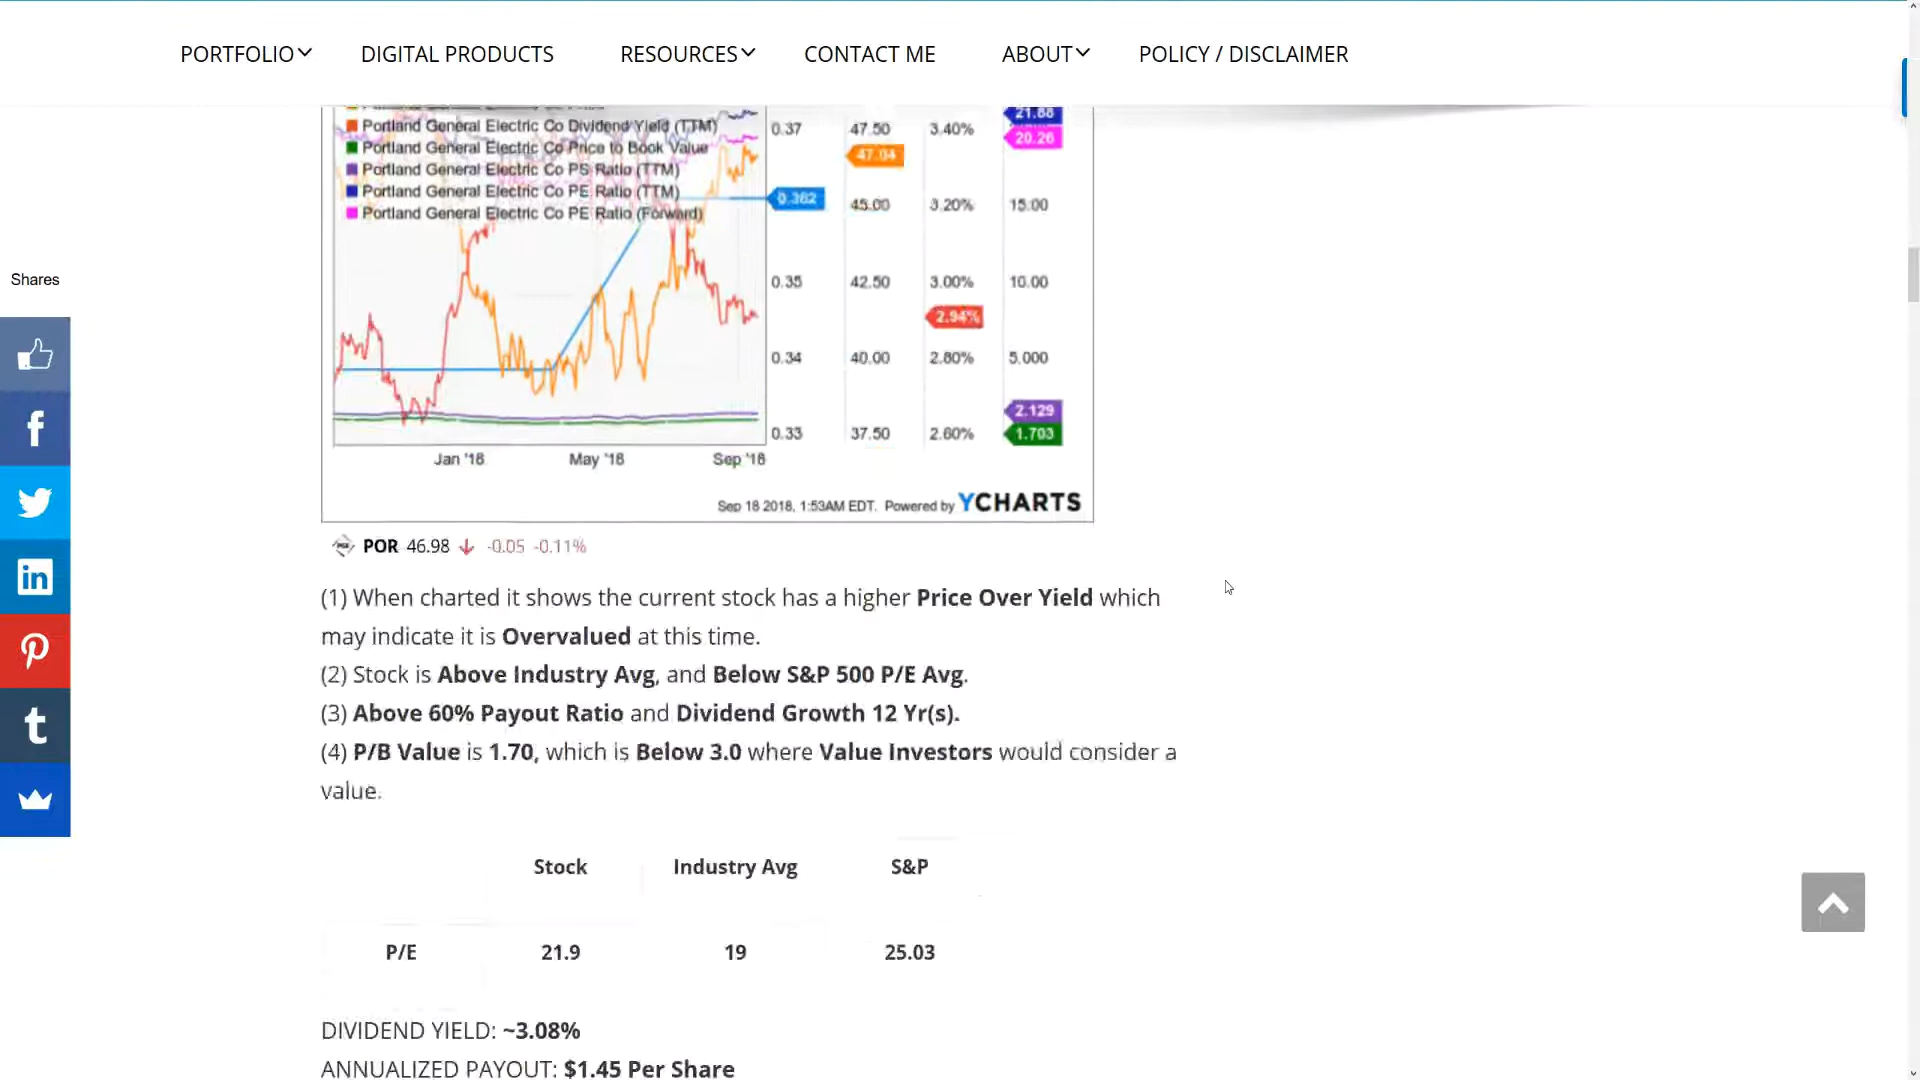 PORTFOLIO DIGITAL PRODUCTS RESOURCES CONTACT ME ABOUT POLICY / DISCLAIMER
Portland General Electric Co Dividend Yield (TTM)
Portland General Electric Co Price to Book Value
Portland General Electric Co PS Ratio (TTM)
Portland General Electric Co PE Ratio (TTM)
Portland General Electric Co PE Ratio (Forward)
21.88
0.37 47.50 3.40% 20.26
47.04
0.362 45.00 3.20% 15.00
0.35 42.50 3.00% 10.00
2.94%
0.34 40.00 2.80% 5.000
2.129
0.33 37.50 2.60% 1.703
Jan '18 May '18 Sep '18
Sep 18 2018, 1:53AM EDT. Powered by YCHARTS
Shares
POR 46.98 -0.05 -0.11%
(1) When charted it shows the current stock has a higher Price Over Yield which
may indicate it is Overvalued at this time.
(2) Stock is Above Industry Avg, and Below S&P 500 P/E Avg.
(3) Above 60% Payout Ratio and Dividend Growth 12 Yr(s).
(4) P/B Value is 1.70, which is Below 3.0 where Value Investors would consider a
value.
Stock Industry Avg S&P
P/E 21.9 19 25.03
DIVIDEND YIELD: ~3.08%
ANNUALIZED PAYOUT: $1.45 Per Share